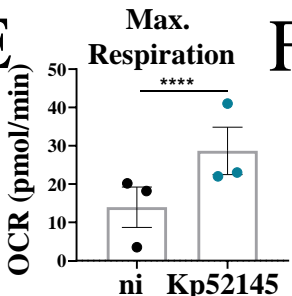 E
F
Max.
Respiration
****
OCR (pmol/min)
50
40
30
20
10
0
ni Kp52145